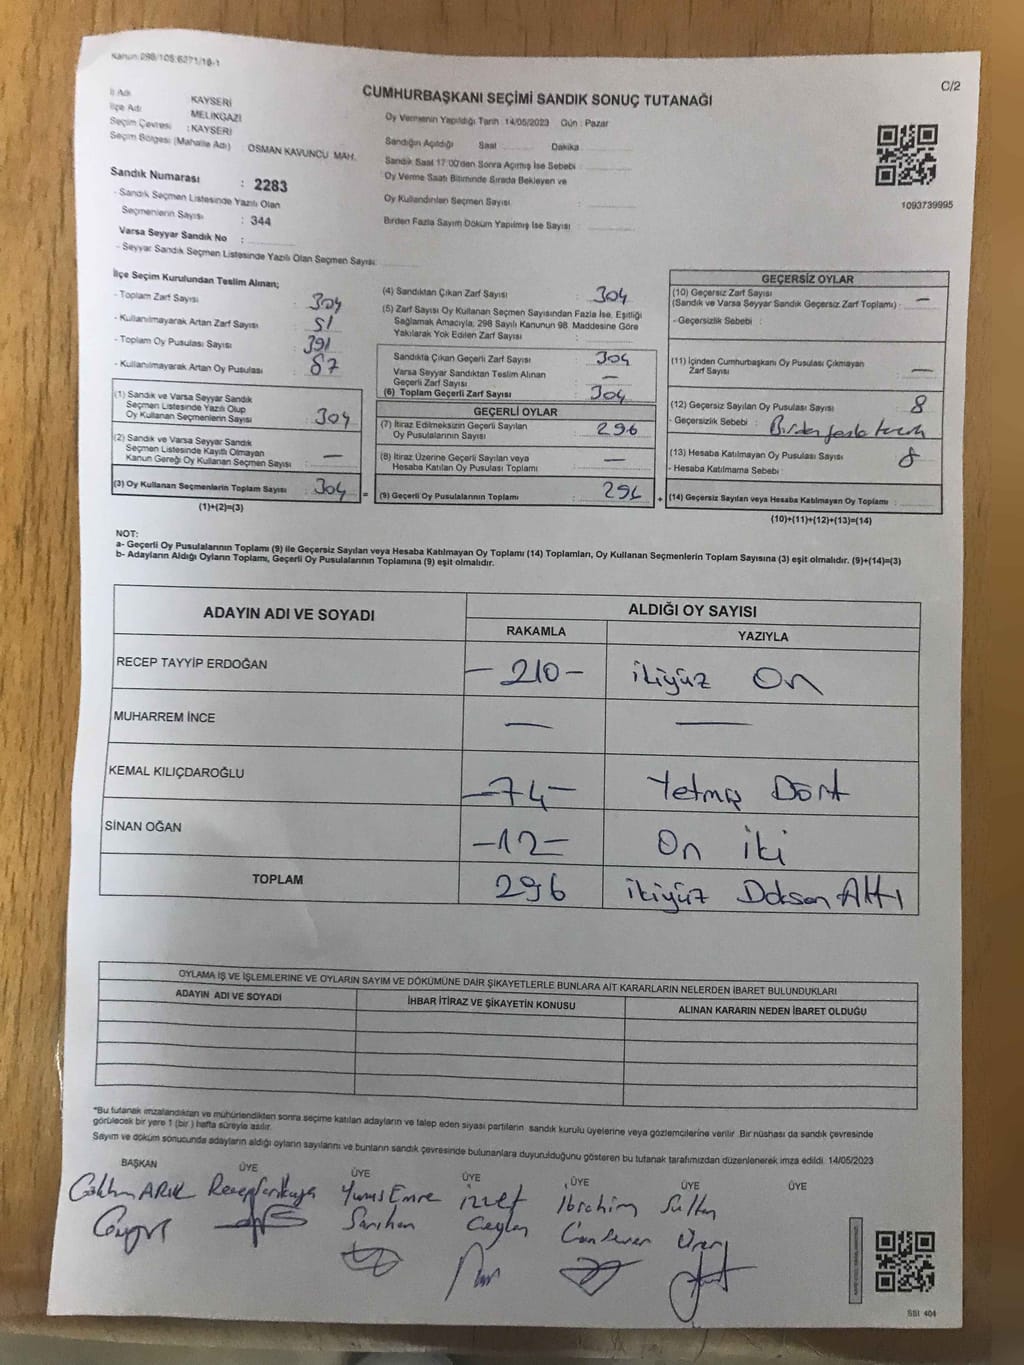 Kanun:298/105:6271/18-1
C/2
CUMHURBAŞKANI SEÇİMİ SANDIK SONUÇ TUTANAĞI
İl Adı KAYSERİ
İlçe Adı MELİKGAZİ
Seçim Çevresi : KAYSERİ
Seçim Bölgesi (Mahalle Adı) : OSMAN KAVUNCU MAH.
Sandık Numarası : 2283
- Sandık Seçmen Listesinde Yazılı Olan
Seçmenlerin Sayısı : 344
Varsa Seyyar Sandık No :
- Seyyar Sandık Seçmen Listesinde Yazılı Olan Seçmen Sayısı:
Oy Vermenin Yapıldığı Tarih : 14/05/2023 Gün : Pazar
Sandığın Açıldığı Saat Dakika
Sandık Saat 17:00'den Sonra Açılmış İse Sebebi
Oy Verme Saati Bitiminde Sırada Bekleyen ve
Oy Kullandırılan Seçmen Sayısı :
Birden Fazla Sayım Döküm Yapılmış İse Sayısı :
1093739995
İlçe Seçim Kurulundan Teslim Alınan;
- Toplam Zarf Sayısı
- Kullanılmayarak Artan Zarf Sayısı : 51
- Toplam Oy Pusulası Sayısı : 391
- Kullanılmayarak Artan Oy Pusulası : 87
(1) Sandık ve Varsa Seyyar Sandık
Seçmen Listesinde Yazılı Olup
Oy Kullanan Seçmenlerin Sayısı : 304
(2) Sandık ve Varsa Seyyar Sandık
Seçmen Listesinde Kayıtlı Olmayan
Kanun Gereği Oy Kullanan Seçmen Sayısı : —
(3) Oy Kullanan Seçmenlerin Toplam Sayısı : 304
(1)+(2)=(3)
=
(4) Sandıktan Çıkan Zarf Sayısı : 304
(5) Zarf Sayısı Oy Kullanan Seçmen Sayısından Fazla İse, Eşitliği
Sağlamak Amacıyla; 298 Sayılı Kanunun 98. Maddesine Göre
Yakılarak Yok Edilen Zarf Sayısı :
Sandıkta Çıkan Geçerli Zarf Sayısı : 304
Varsa Seyyar Sandıktan Teslim Alınan
Geçerli Zarf Sayısı : —
(6) Toplam Geçerli Zarf Sayısı : 304
GEÇERLİ OYLAR
(7) İtiraz Edilmeksizin Geçerli Sayılan
Oy Pusulalarının Sayısı : 296
(8) İtiraz Üzerine Geçerli Sayılan veya
Hesaba Katılan Oy Pusulası Toplamı : —
(9) Geçerli Oy Pusulalarının Toplamı : 296
+
GEÇERSİZ OYLAR
(10) Geçersiz Zarf Sayısı
(Sandık ve Varsa Seyyar Sandık Geçersiz Zarf Toplamı) : —
- Geçersizlik Sebebi :
(11) İçinden Cumhurbaşkanı Oy Pusulası Çıkmayan
Zarf Sayısı : —
(12) Geçersiz Sayılan Oy Pusulası Sayısı : 8
- Geçersizlik Sebebi : Birden fazla tercih
(13) Hesaba Katılmayan Oy Pusulası Sayısı : 8
- Hesaba Katılmama Sebebi :
(14) Geçersiz Sayılan veya Hesaba Katılmayan Oy Toplamı :
(10)+(11)+(12)+(13)=(14)
NOT:
a- Geçerli Oy Pusulalarının Toplamı (9) ile Geçersiz Sayılan veya Hesaba Katılmayan Oy Toplamı (14) Toplamları, Oy Kullanan Seçmenlerin Toplam Sayısına (3) eşit olmalıdır. (9)+(14)=(3)
b- Adayların Aldığı Oyların Toplamı, Geçerli Oy Pusulalarının Toplamına (9) eşit olmalıdır.
ADAYIN ADI VE SOYADI ALDIĞI OY SAYISI
RAKAMLA YAZIYLA
RECEP TAYYİP ERDOĞAN -210- ikiyüz On
MUHARREM İNCE — —
KEMAL KILIÇDAROĞLU -74- Yetmiş Dört
SİNAN OĞAN -12- On iki
TOPLAM 296 ikiyüz Doksan Altı
OYLAMA İŞ VE İŞLEMLERİNE VE OYLARIN SAYIM VE DÖKÜMÜNE DAİR ŞİKAYETLERLE BUNLARA AİT KARARLARIN NELERDEN İBARET BULUNDUKLARI
ADAYIN ADI VE SOYADI İHBAR İTİRAZ VE ŞİKAYETİN KONUSU ALINAN KARARIN NEDEN İBARET OLDUĞU
*Bu tutanak imzalandıktan ve mühürlendikten sonra seçime katılan adayların ve talep eden siyasi partilerin sandık kurulu üyelerine veya gözlemcilerine verilir. Bir nüshası da sandık çevresinde
görülecek bir yere 1 (bir) hafta süreyle asılır.
Sayım ve döküm sonucunda adayların aldığı oyların sayılarını ve bunların sandık çevresinde bulunanlara duyurulduğunu gösteren bu tutanak tarafımızdan düzenlenerek imza edildi. 14/05/2023
BAŞKAN ÜYE ÜYE ÜYE ÜYE ÜYE ÜYE
Gökhan ARIK Recep Yunus Emre izzet İbrahim Sultan
Sarıhan Ceylan
SSI 404